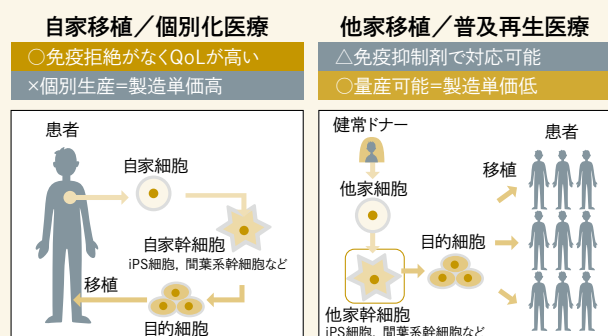 自家移植／個別化医療
○免疫拒絶がなくQoLが高い
×個別生産=製造単価高
患者
自家細胞
自家幹細胞
iPS細胞, 間葉系幹細胞など
移植
目的細胞
他家移植／普及再生医療
△免疫抑制剤で対応可能
○量産可能=製造単価低
健常ドナー
患者
移植
他家細胞
目的細胞
他家幹細胞
iPS細胞, 間葉系幹細胞など